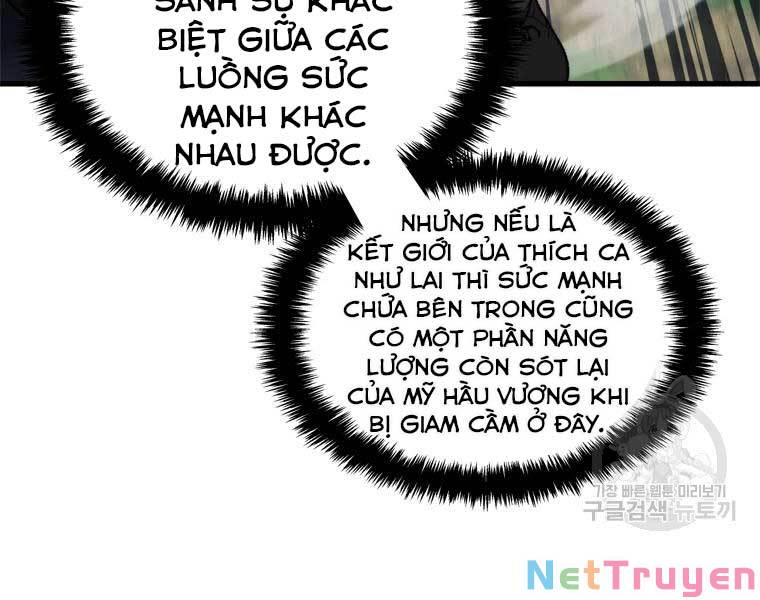 SÁNH SỰ KHÁC
BIỆT GIỮA CÁC
LUỒNG SỨC
MẠNH KHÁC
NHAU ĐƯỢC.
NHƯNG NẾU LÀ
KẾT GIỚI CỦA THÍCH CA
NHƯ LAI THÌ SỨC MẠNH
CHỨA BÊN TRONG CŨNG
CÓ MỘT PHẦN NĂNG
LƯỢNG CÒN SÓT LẠI
CỦA MỸ HẦU VƯƠNG KHI
BỊ GIAM CẦM Ở ĐÂY.
가장 빠른 웹툰 미리보기
구글검색 뉴토끼
NetTruyen